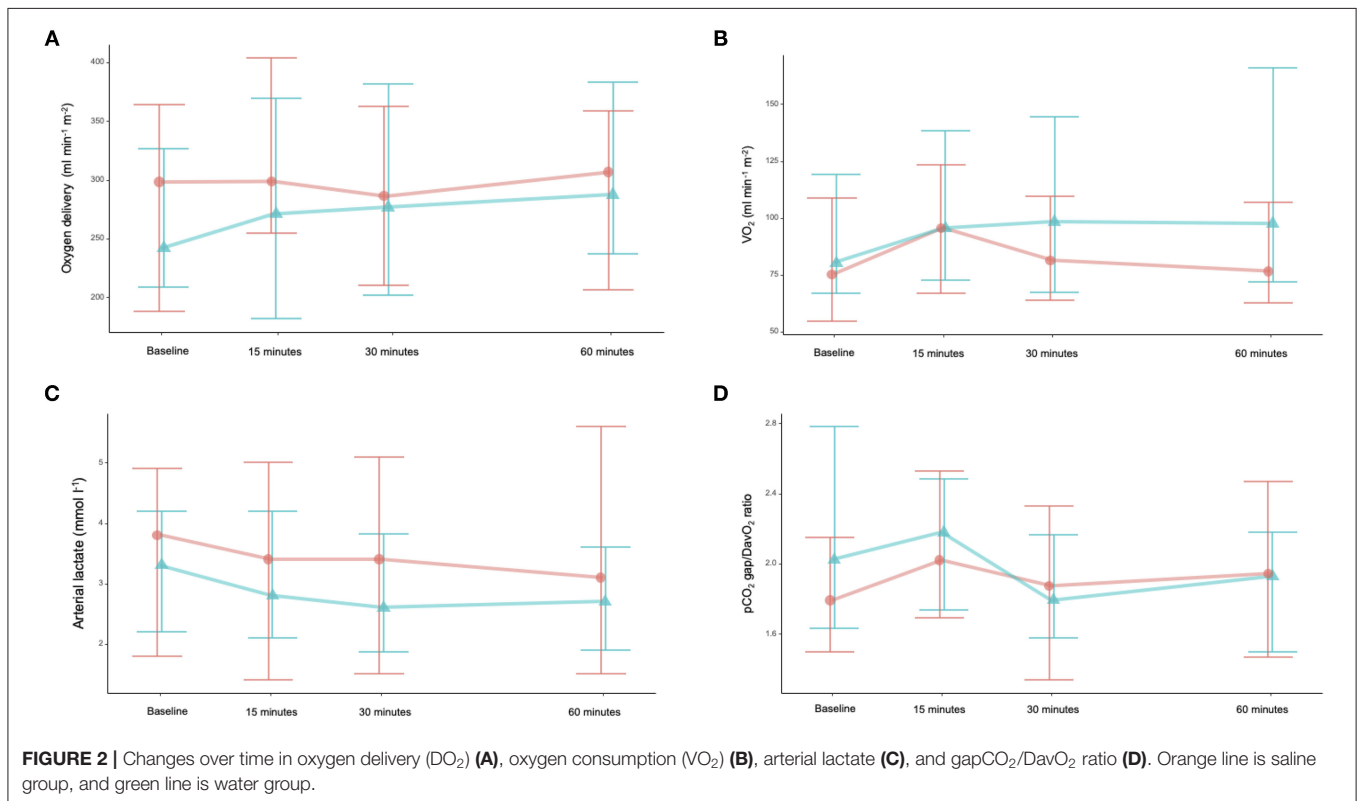 A
Oxygen delivery (ml min-1 m-2)
400
350
300
250
200
Baseline
15 minutes
30 minutes
60 minutes
B
VO₂ (ml min-1 m-2)
150
125
100
75
50
Baseline
15 minutes
30 minutes
60 minutes
C
Arterial lactate (mmol l-1)
5
4
3
2
Baseline
15 minutes
30 minutes
60 minutes
D
pCO₂ gap/DavO₂ ratio
2.8
2.4
2.0
1.6
Baseline
15 minutes
30 minutes
60 minutes
FIGURE 2 | Changes over time in oxygen delivery (DO₂) (A), oxygen consumption (VO₂) (B), arterial lactate (C), and gapCO₂/DavO₂ ratio (D). Orange line is saline
group, and green line is water group.